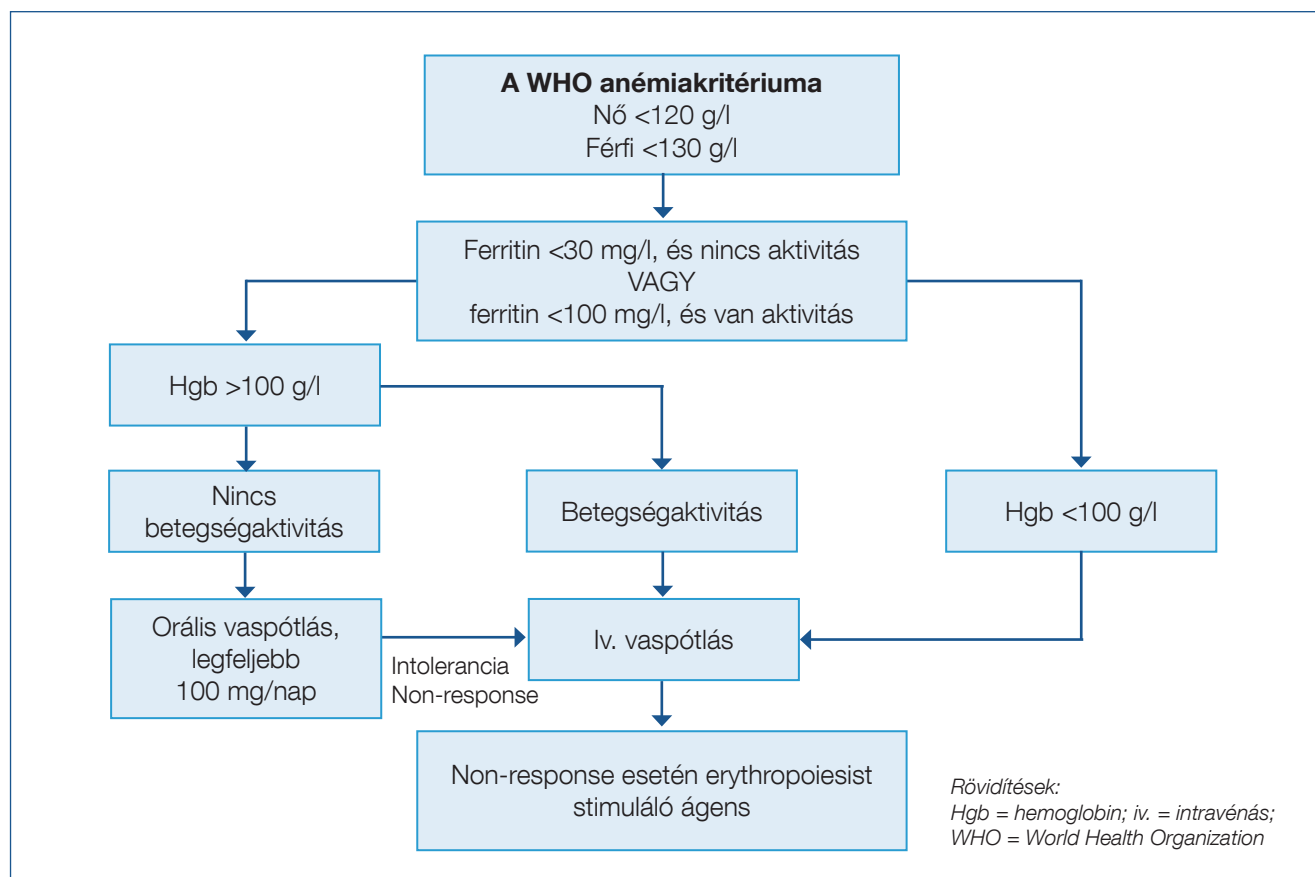 A WHO anémiakritériuma
Nő <120 g/l
Férfi <130 g/l
Ferritin <30 mg/l, és nincs aktivitás
VAGY
ferritin <100 mg/l, és van aktivitás
Hgb >100 g/l
Nincs
betegségaktivitás
Betegségaktivitás
Hgb <100 g/l
Orális vaspótlás,
legfeljebb
100 mg/nap
Intolerancia
Non-response
Iv. vaspótlás
Non-response esetén erythropoiesist
stimuláló ágens
Rövidítések:
Hgb = hemoglobin; iv. = intravénás;
WHO = World Health Organization